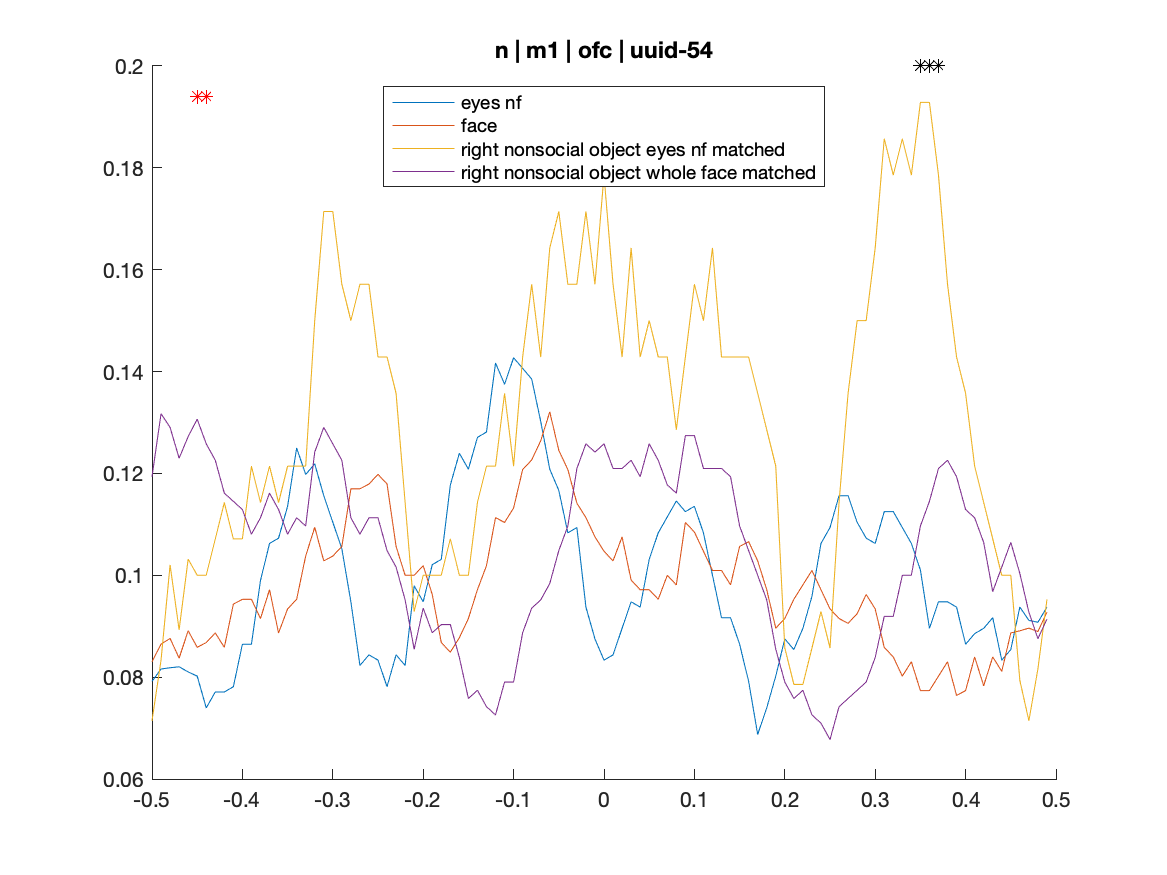 n | m1 | ofc | uuid-54
eyes nf
face
right nonsocial object eyes nf matched
right nonsocial object whole face matched
0.2
0.18
0.16
0.14
0.12
0.1
0.08
0.06
-0.5 -0.4 -0.3 -0.2 -0.1 0 0.1 0.2 0.3 0.4 0.5